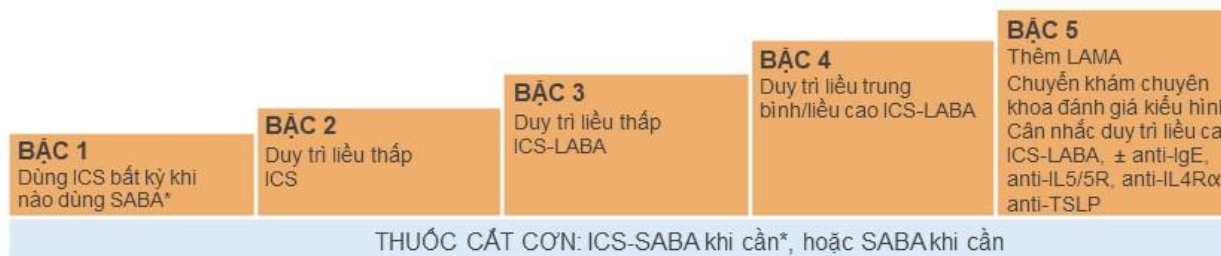 BẬC 1
Dùng ICS bất kỳ khi
nào dùng SABA*
BẬC 2
Duy trì liều thấp
ICS
BẬC 3
Duy trì liều thấp
ICS-LABA
BẬC 4
Duy trì liều trung
bình/liều cao ICS-LABA
BẬC 5
Thêm LAMA
Chuyển khám chuyên
khoa đánh giá kiểu
Cân nhắc duy trì liều
ICS-LABA, ± anti-IgE,
anti-IL5/5R, anti-IL4Rα
anti-TSLP
THUỐC CẮT CƠN: ICS-SABA khi cần*, hoặc SABA khi cần